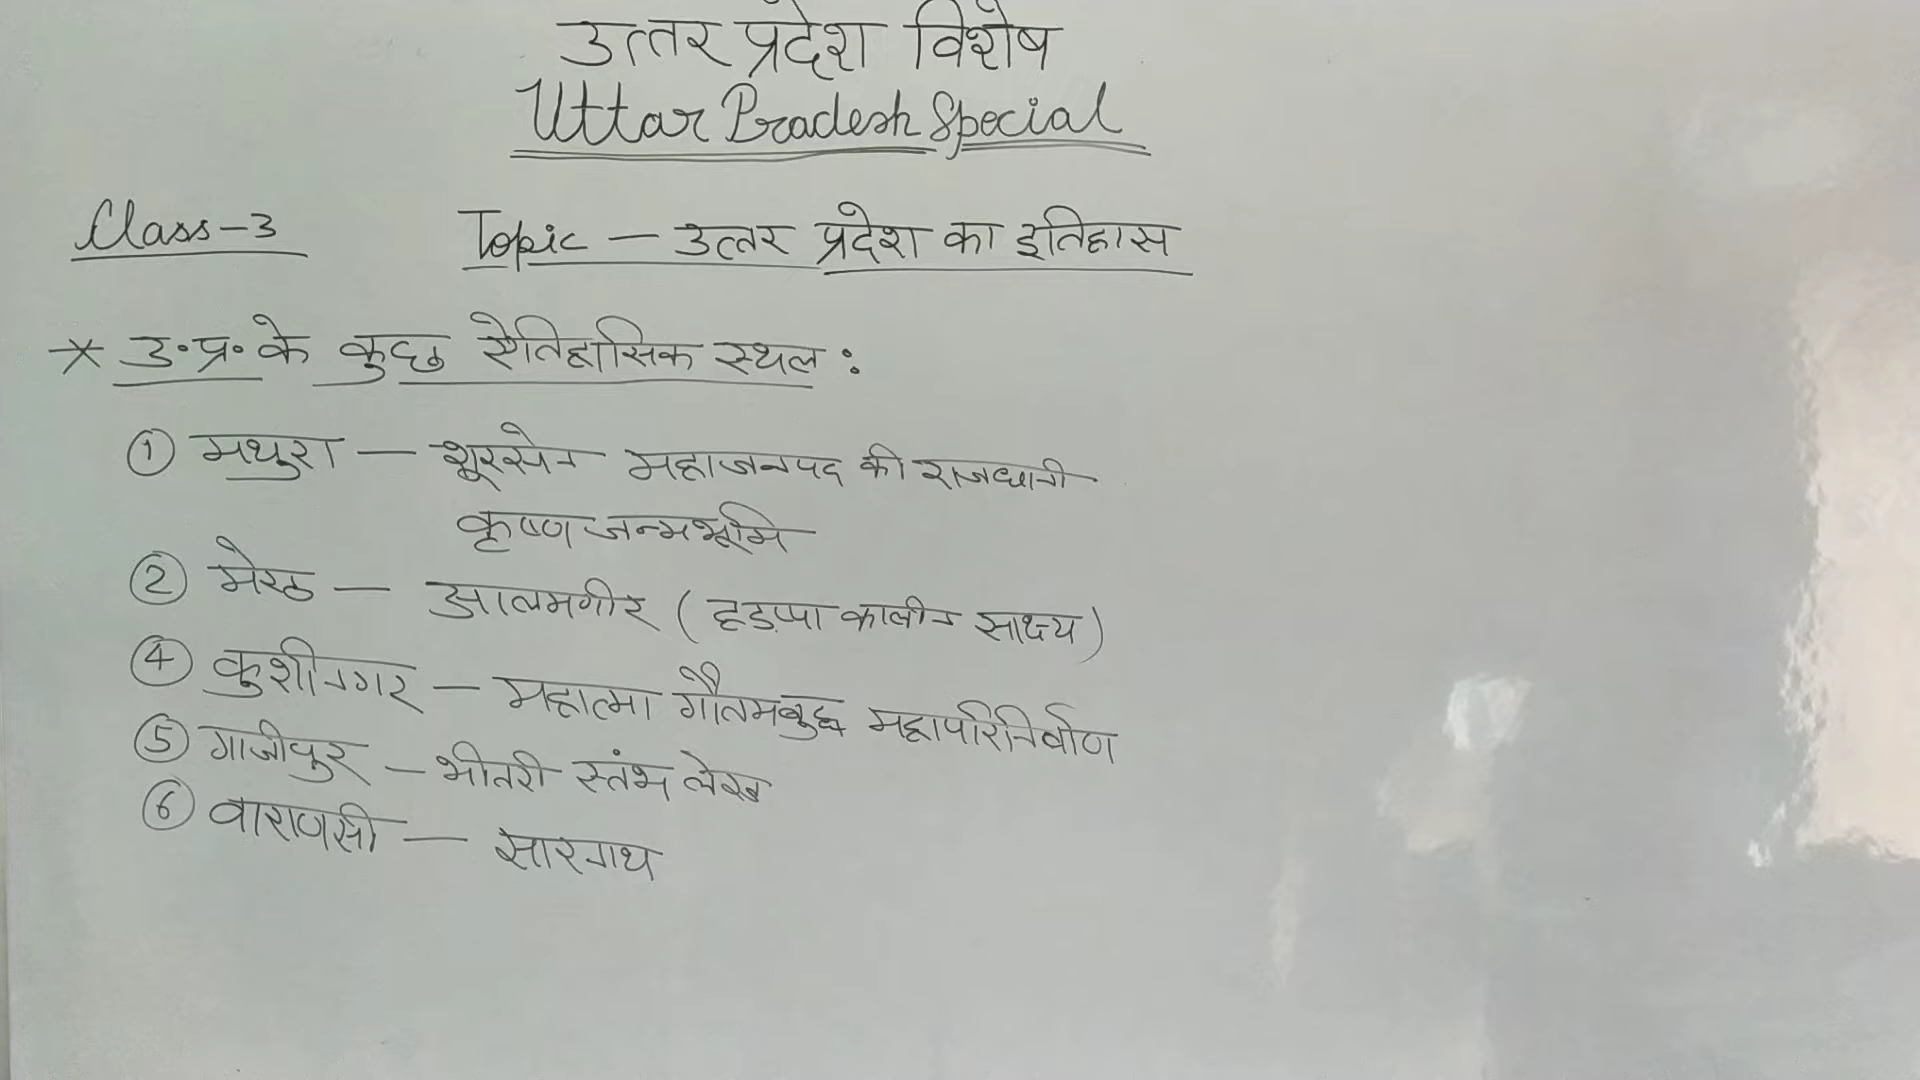 उत्तर प्रदेश विशेष
Uttar Pradesh Special
Class-3 Topic - उत्तर प्रदेश का इतिहास
* उ॰प्र॰ के कुछ ऐतिहासिक स्थल :
① मथुरा - शूरसेन महाजनपद की राजधानी
कृष्ण जन्मभूमि
② मेरठ - आलमगीर (हड़प्पा कालीन साक्ष्य)
④ कुशीनगर - महात्मा गौतमबुद्ध महापरिनिर्वाण
⑤ गाजीपुर - भीतरी स्तंभ लेख
⑥ वाराणसी - सारनाथ